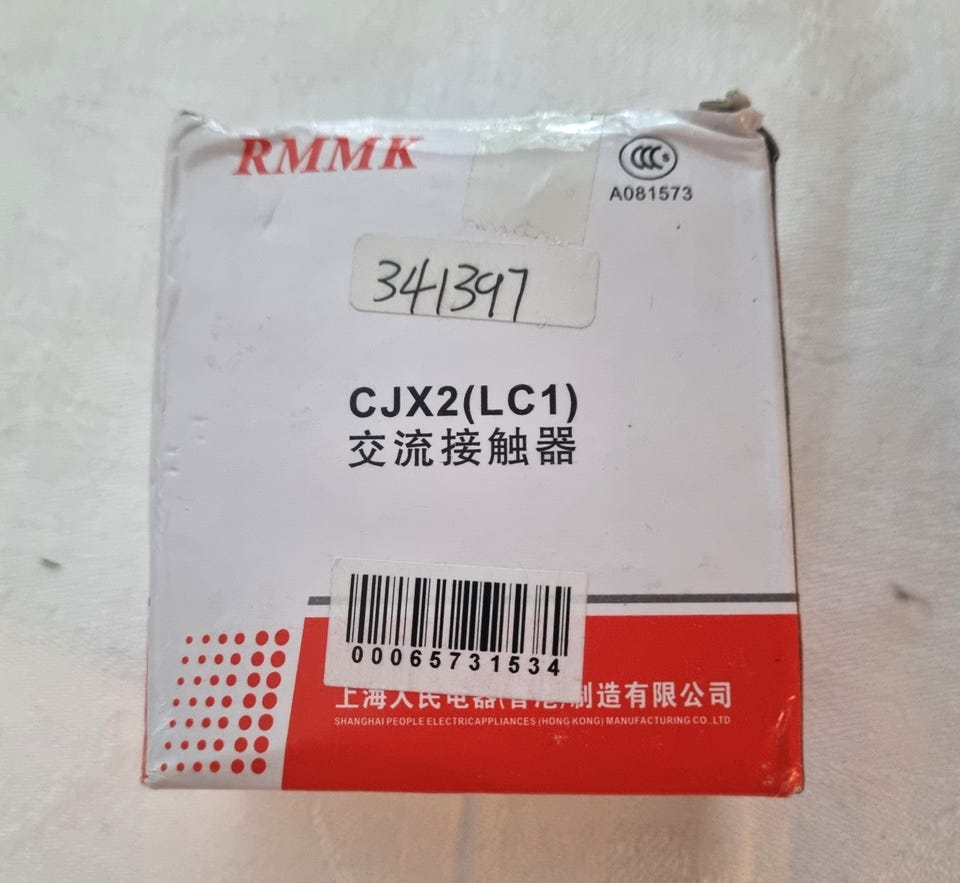 RMMK
CCC S
A081573
341397
CJX2(LC1)
交流接触器
00065731534
上海人民电器(香港)制造有限公司
SHANGHAI PEOPLE ELECTRICAPPLIANCES (HONG KONG) MANUFACTURING CO.,LTD